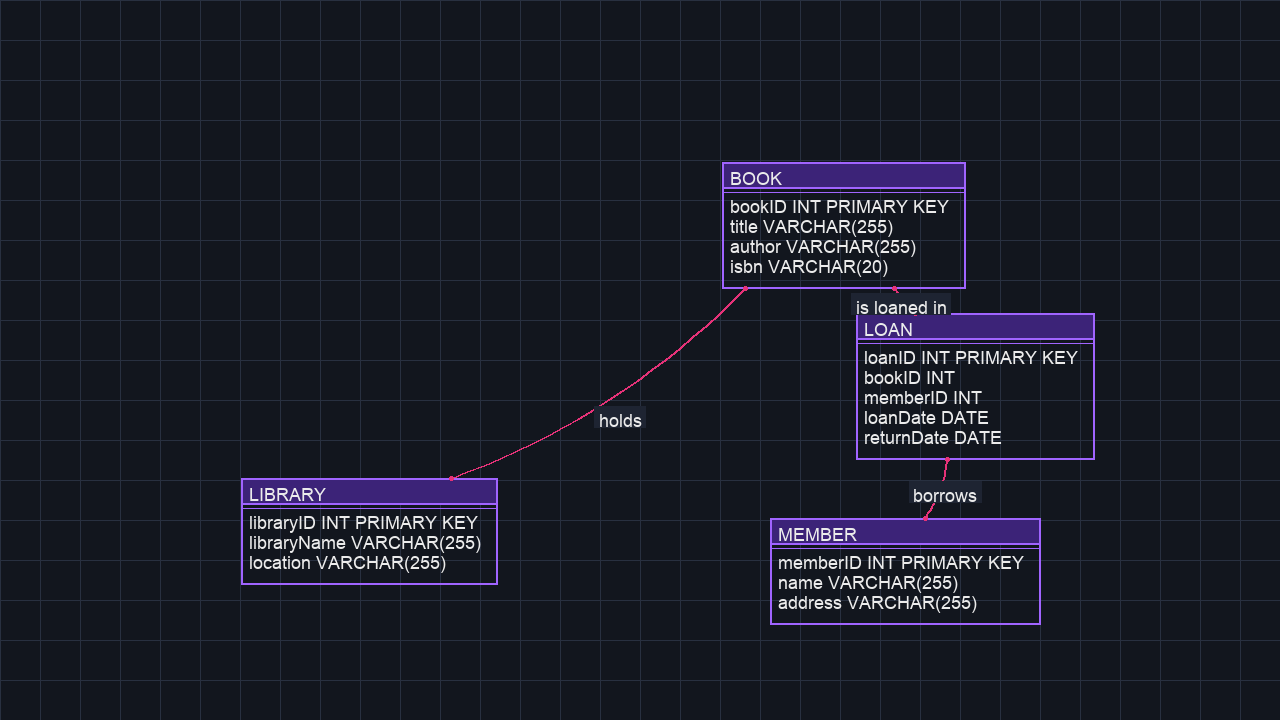 BOOK
bookID INT PRIMARY KEY
title VARCHAR(255)
author VARCHAR(255)
isbn VARCHAR(20)
is loaned in
LOAN
loanID INT PRIMARY KEY
bookID INT
memberID INT
loanDate DATE
returnDate DATE
holds
LIBRARY
libraryID INT PRIMARY KEY
libraryName VARCHAR(255)
location VARCHAR(255)
borrows
MEMBER
memberID INT PRIMARY KEY
name VARCHAR(255)
address VARCHAR(255)